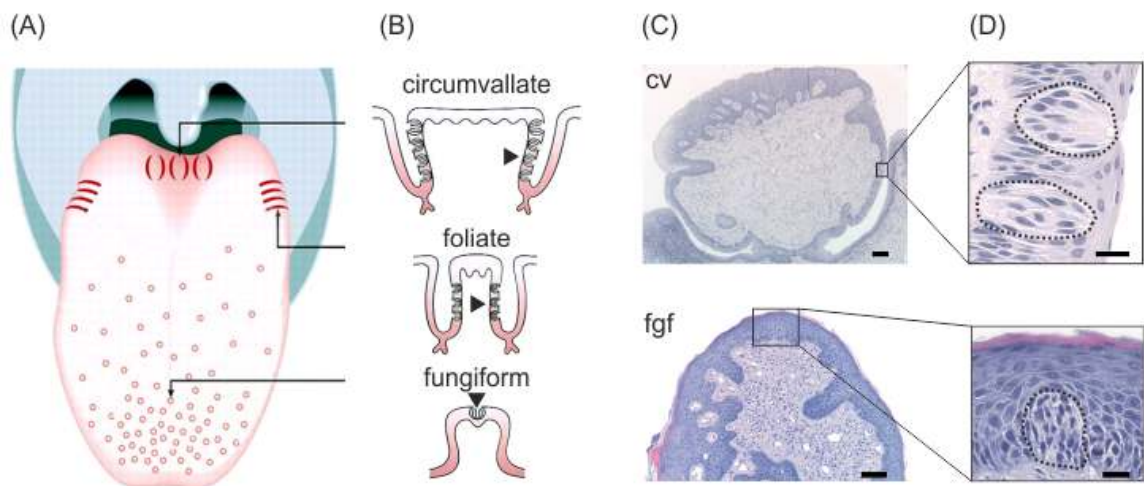 (A)
(B)
(C)
(D)
circumvallate
foliate
fungiform
cv
fgf